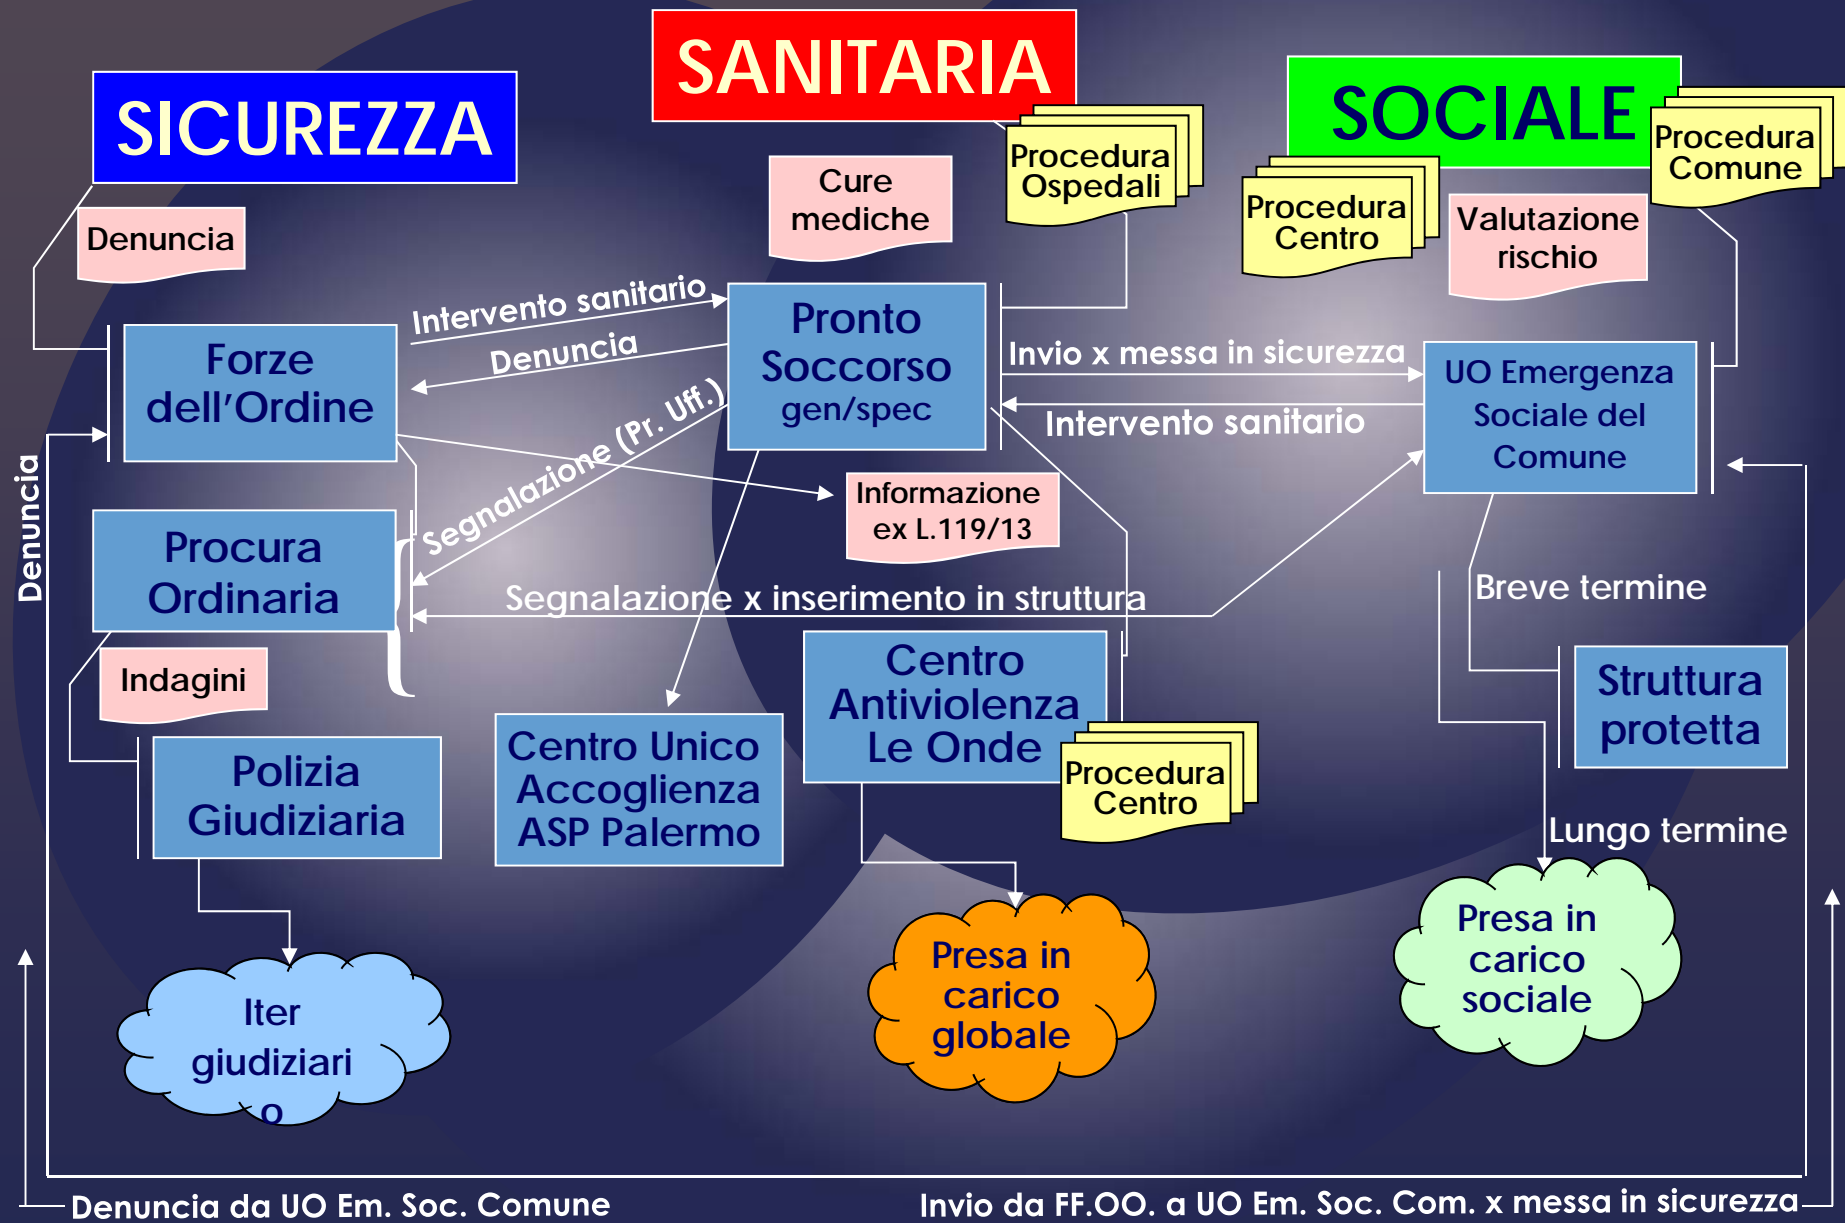 SANITARIA
SICUREZZA
SOCIALE
Procedura
Comune
Procedura
Ospedali
Cure
mediche
Procedura
Centro
Valutazione
rischio
Denuncia
Intervento sanitario
Denuncia
Segnalazione (Pr. Uff.)
Pronto
Soccorso
gen/spec
Invio x messa in sicurezza
Intervento sanitario
Forze
dell'Ordine
UO Emergenza
Sociale del
Comune
Denuncia
Informazione
ex L.119/13
Procura
Ordinaria
{
Segnalazione x inserimento in struttura
Breve termine
Indagini
Centro
Antiviolenza
Le Onde
Struttura
protetta
Procedura
Centro
Centro Unico
Accoglienza
ASP Palermo
Polizia
Giudiziaria
Lungo termine
Presa in
carico
sociale
Presa in
carico
globale
Iter
giudiziari
o
Denuncia da UO Em. Soc. Comune
Invio da FF.OO. a UO Em. Soc. Com. x messa in sicurezza